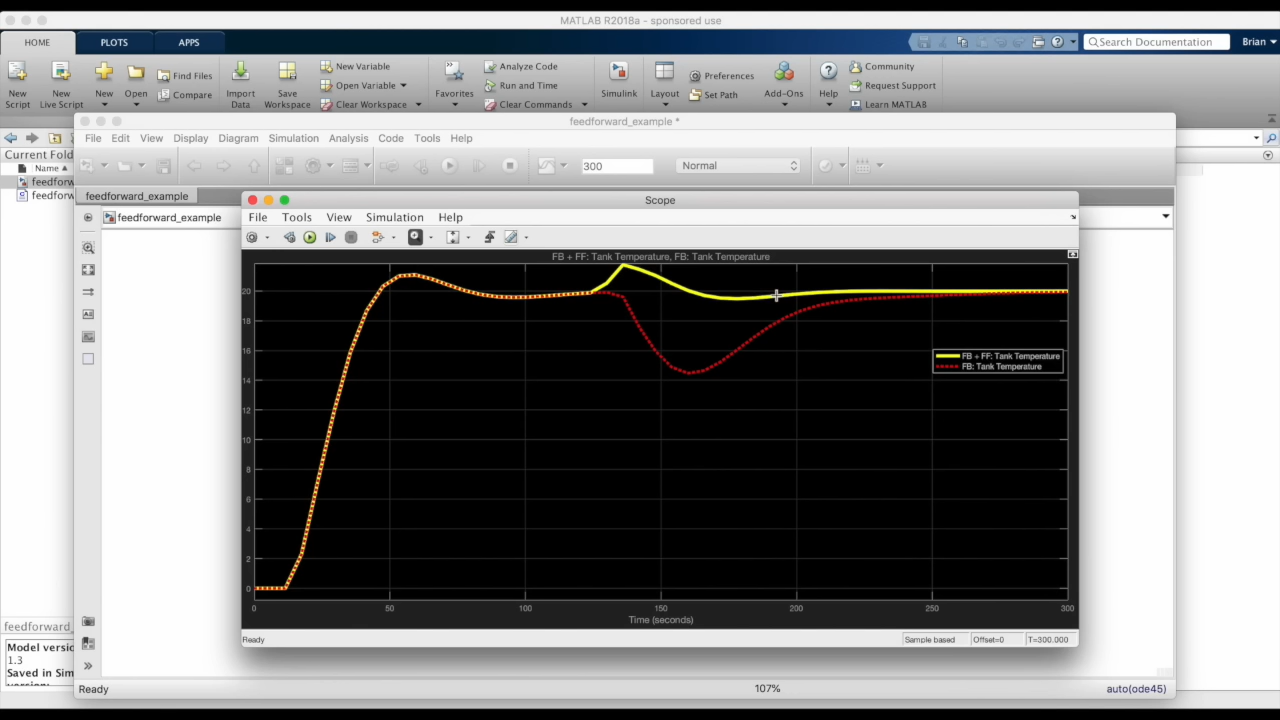 MATLAB R2018a - sponsored use
HOME PLOTS APPS Search Documentation Brian
New Script
New Live Script
New
Open
Find Files
Compare
Import Data
Save Workspace
New Variable
Open Variable
Clear Workspace
Favorites
Analyze Code
Run and Time
Clear Commands
Simulink
Layout
Preferences
Set Path
Add-Ons
Help
Community
Request Support
Learn MATLAB
feedforward_example *
File Edit View Display Diagram Simulation Analysis Code Tools Help
300 Normal
Current Fold
Name
feedforw
feedforw
feedforward_example
feedforward_example
Scope
File Tools View Simulation Help
FB + FF: Tank Temperature, FB: Tank Temperature
20
18
16
14
12
10
8
6
4
2
0
FB + FF: Tank Temperature
FB: Tank Temperature
0 50 100 150 200 250 300
Time (seconds)
Ready Sample based Offset=0 T=300.000
feedforward_
Model versio
1.3
Saved in Sim
Ready 107% auto(ode45)